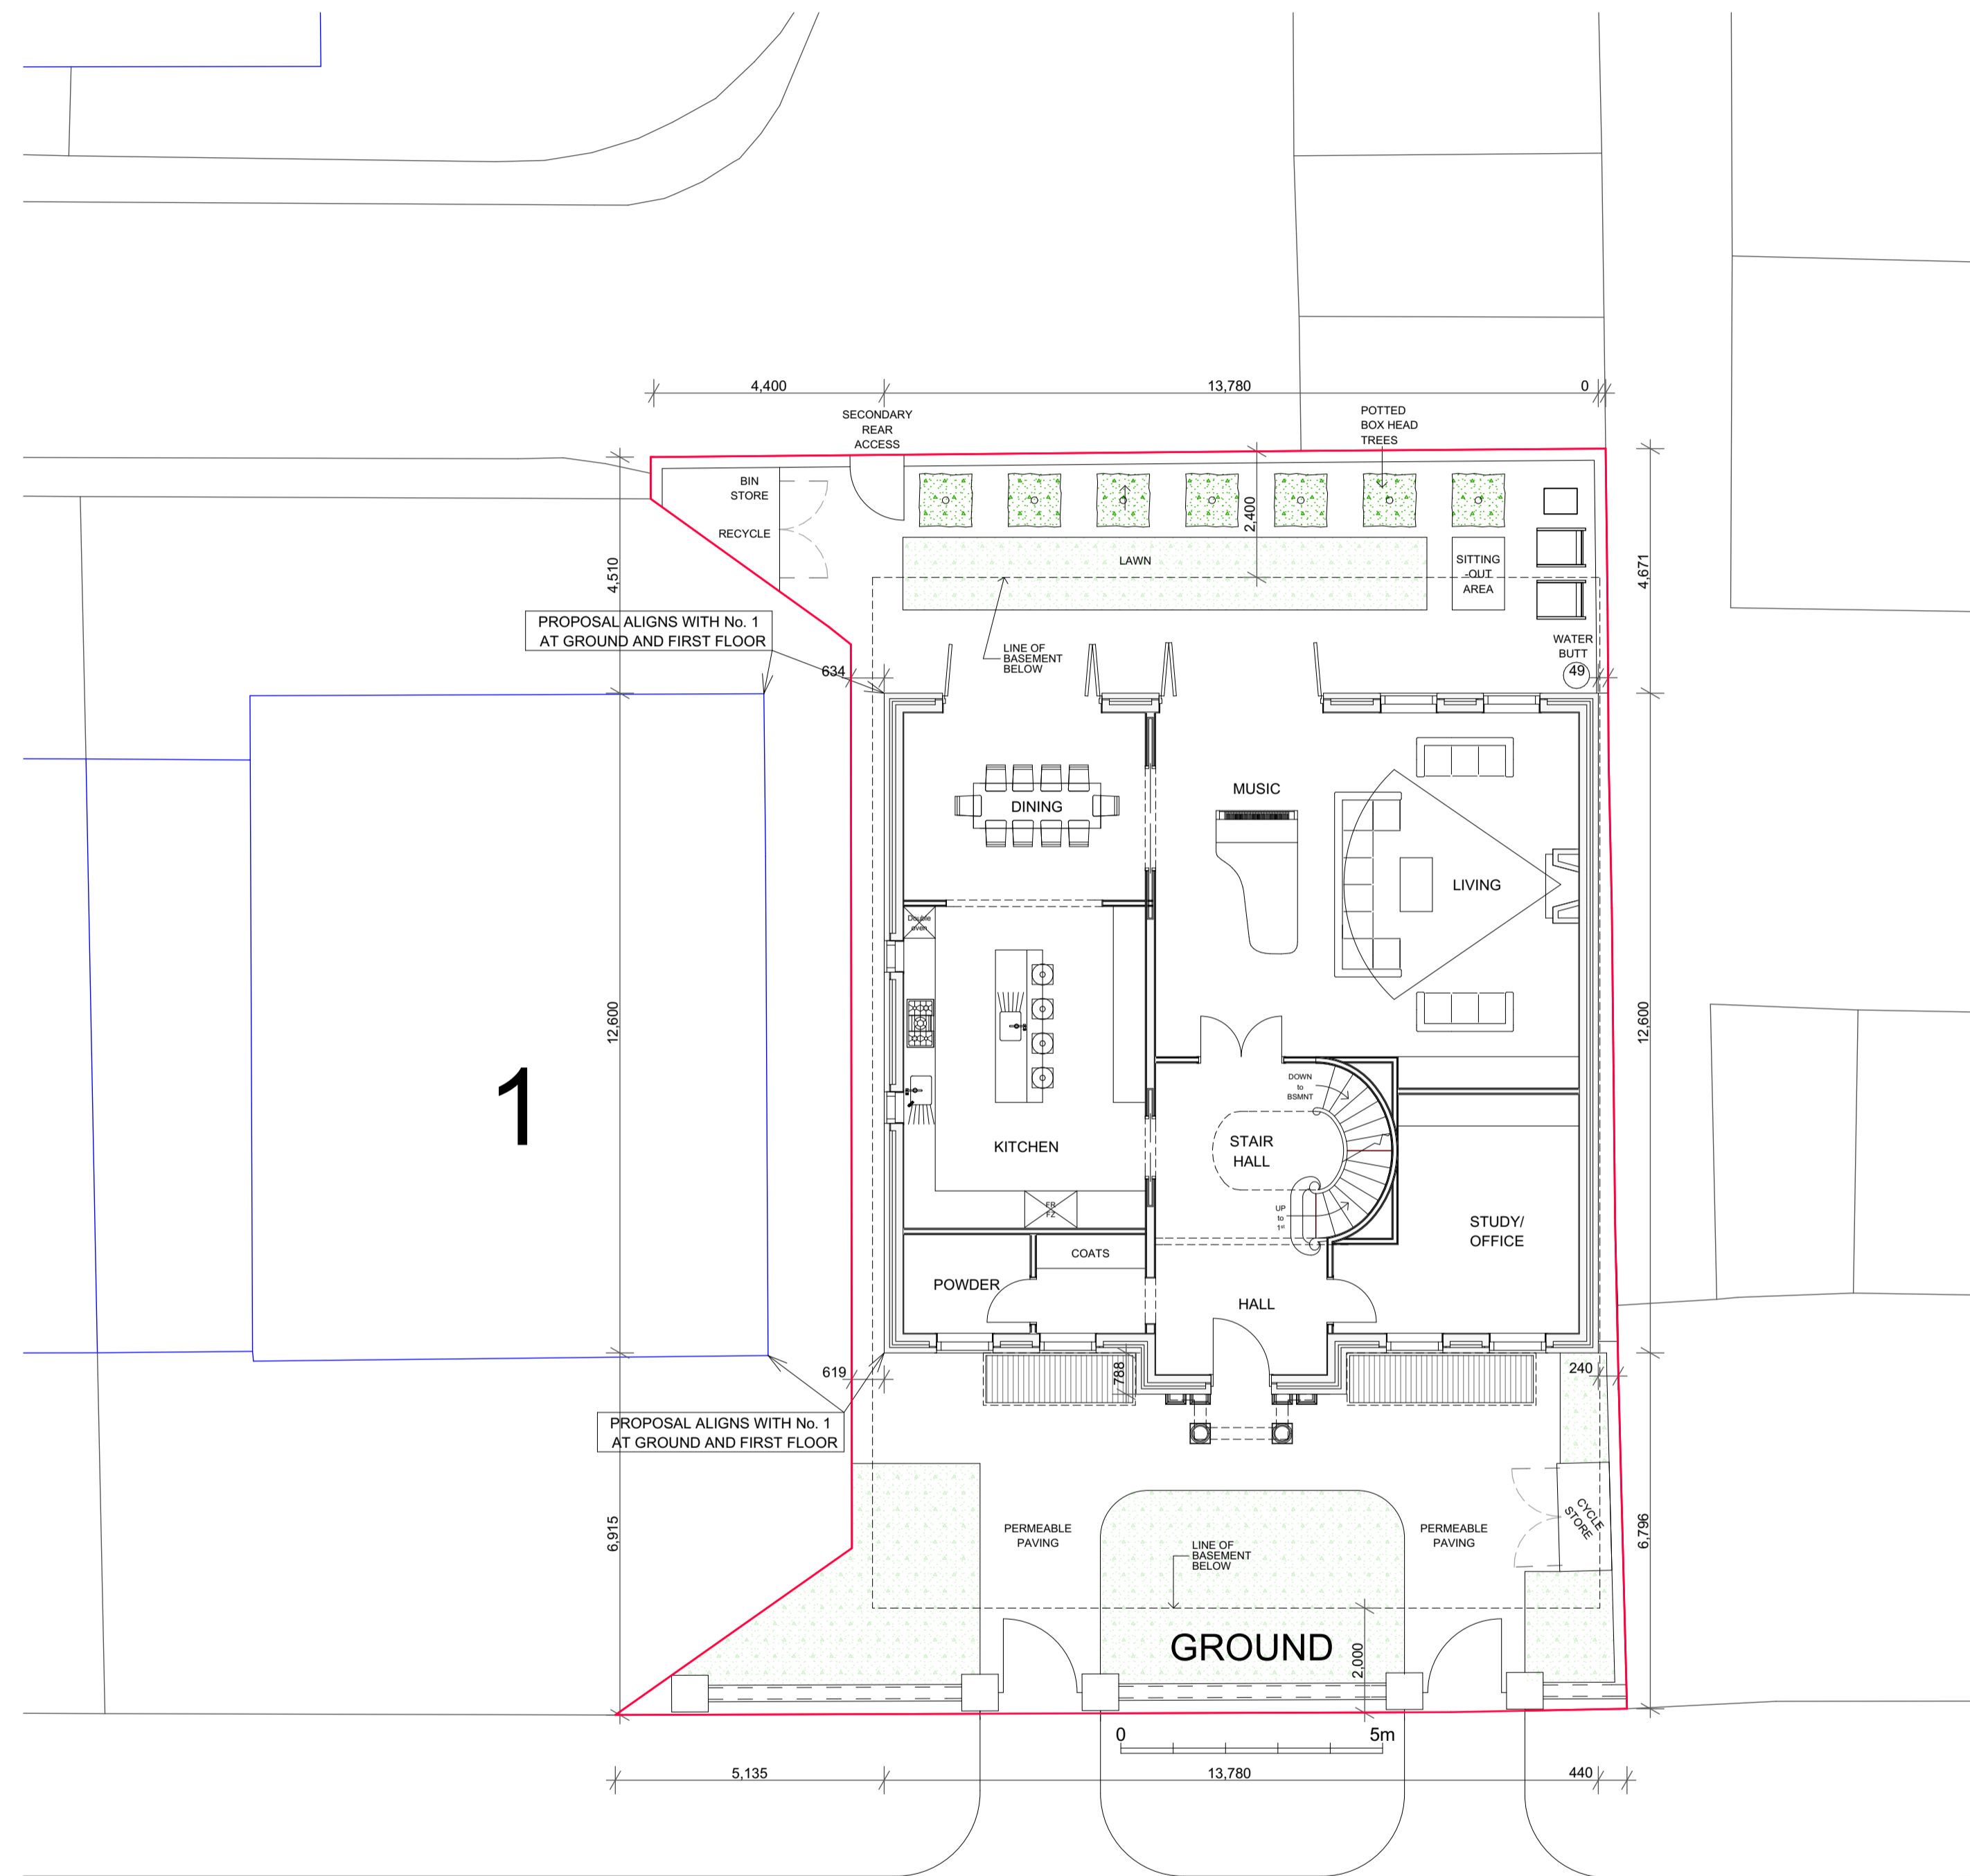 4,400
13,780
0
SECONDARY
REAR
ACCESS
POTTED
BOX HEAD
TREES
BIN
STORE
RECYCLE
2,400
LAWN
SITTING
-OUT
AREA
4,510
4,671
PROPOSAL ALIGNS WITH No. 1
AT GROUND AND FIRST FLOOR
634
LINE OF
BASEMENT
BELOW
WATER
BUTT
49
DINING
MUSIC
LIVING
Double
oven
12,600
12,600
1
KITCHEN
DOWN
to
BSMNT
STAIR
HALL
UP
to
1st
FR
FZ
STUDY/
OFFICE
COATS
POWDER
HALL
619
788
240
PROPOSAL ALIGNS WITH No. 1
AT GROUND AND FIRST FLOOR
6,915
PERMEABLE
PAVING
LINE OF
BASEMENT
BELOW
PERMEABLE
PAVING
CYCLE
STORE
6,796
GROUND
2,000
0
5m
5,135
13,780
440